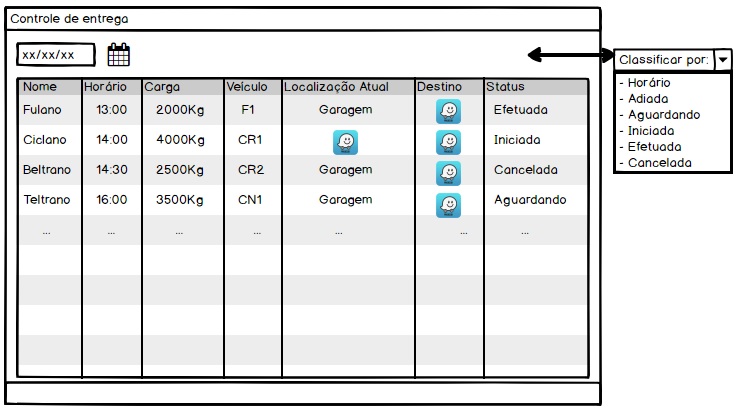 Controle de entrega
xx/xx/xx
Classificar por:
- Horário
- Adiada
- Aguardando
- Iniciada
- Efetuada
- Cancelada
Nome Horário Carga Veículo Localização Atual Destino Status
Fulano 13:00 2000Kg F1 Garagem Efetuada
Ciclano 14:00 4000Kg CR1 Iniciada
Beltrano 14:30 2500Kg CR2 Garagem Cancelada
Teltrano 16:00 3500Kg CN1 Garagem Aguardando
... ... ... ... ... ... ...